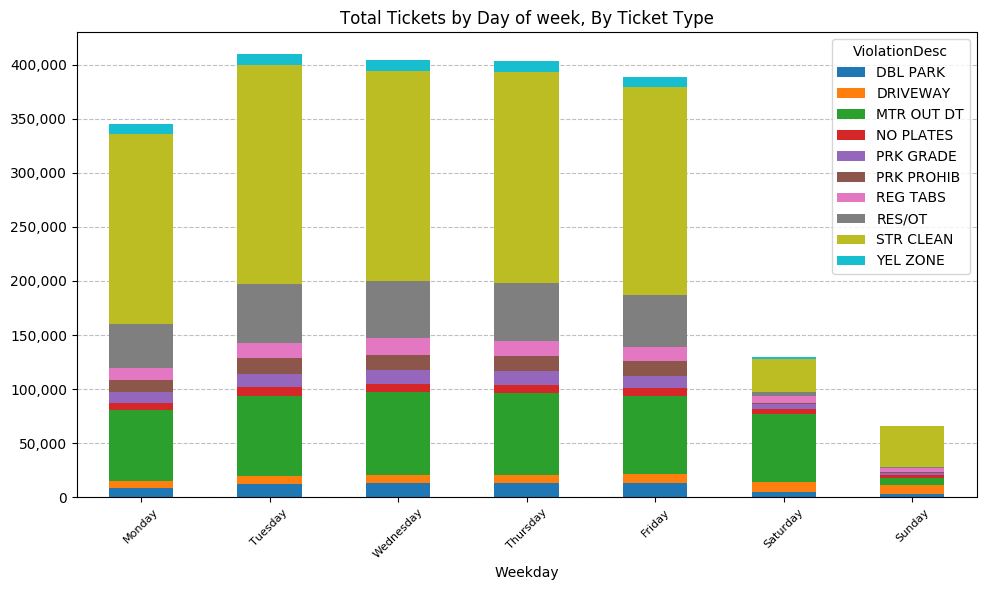 Total Tickets by Day of week, By Ticket Type
400,000
350,000
300,000
250,000
200,000
150,000
100,000
50,000
0
ViolationDesc
DBL PARK
DRIVEWAY
MTR OUT DT
NO PLATES
PRK GRADE
PRK PROHIB
REG TABS
RES/OT
STR CLEAN
YEL ZONE
Monday
Tuesday
Wednesday
Thursday
Friday
Saturday
Sunday
Weekday